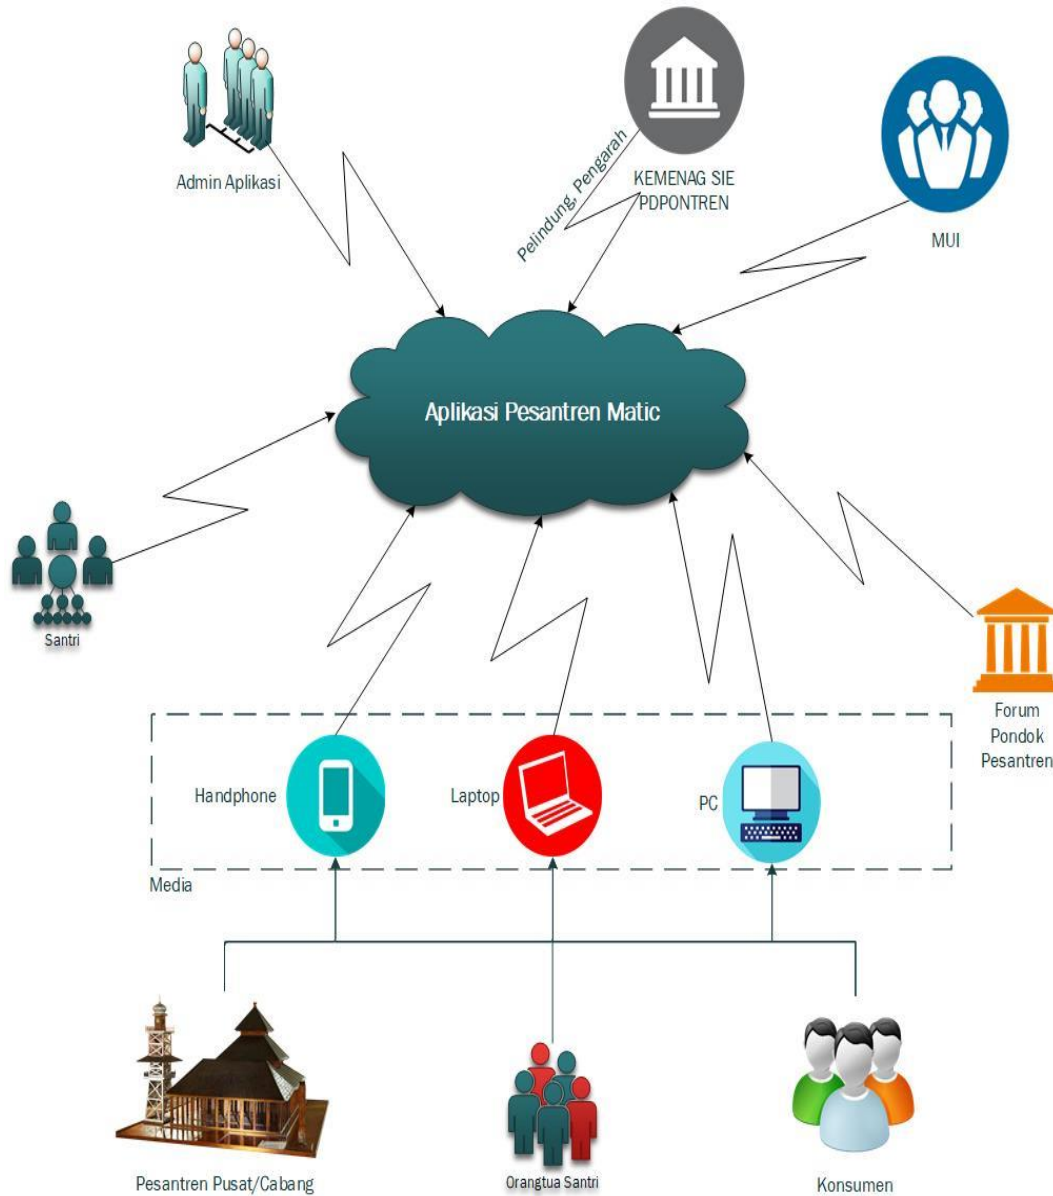 Admin Aplikasi
Pelindung, Pengarah
KEMENAG SIE
PDPONTREN
MUI
Aplikasi Pesantren Matic
Santri
Forum
Pondok
Pesantren
Handphone
Laptop
PC
Media
Pesantren Pusat/Cabang
Orangtua Santri
Konsumen